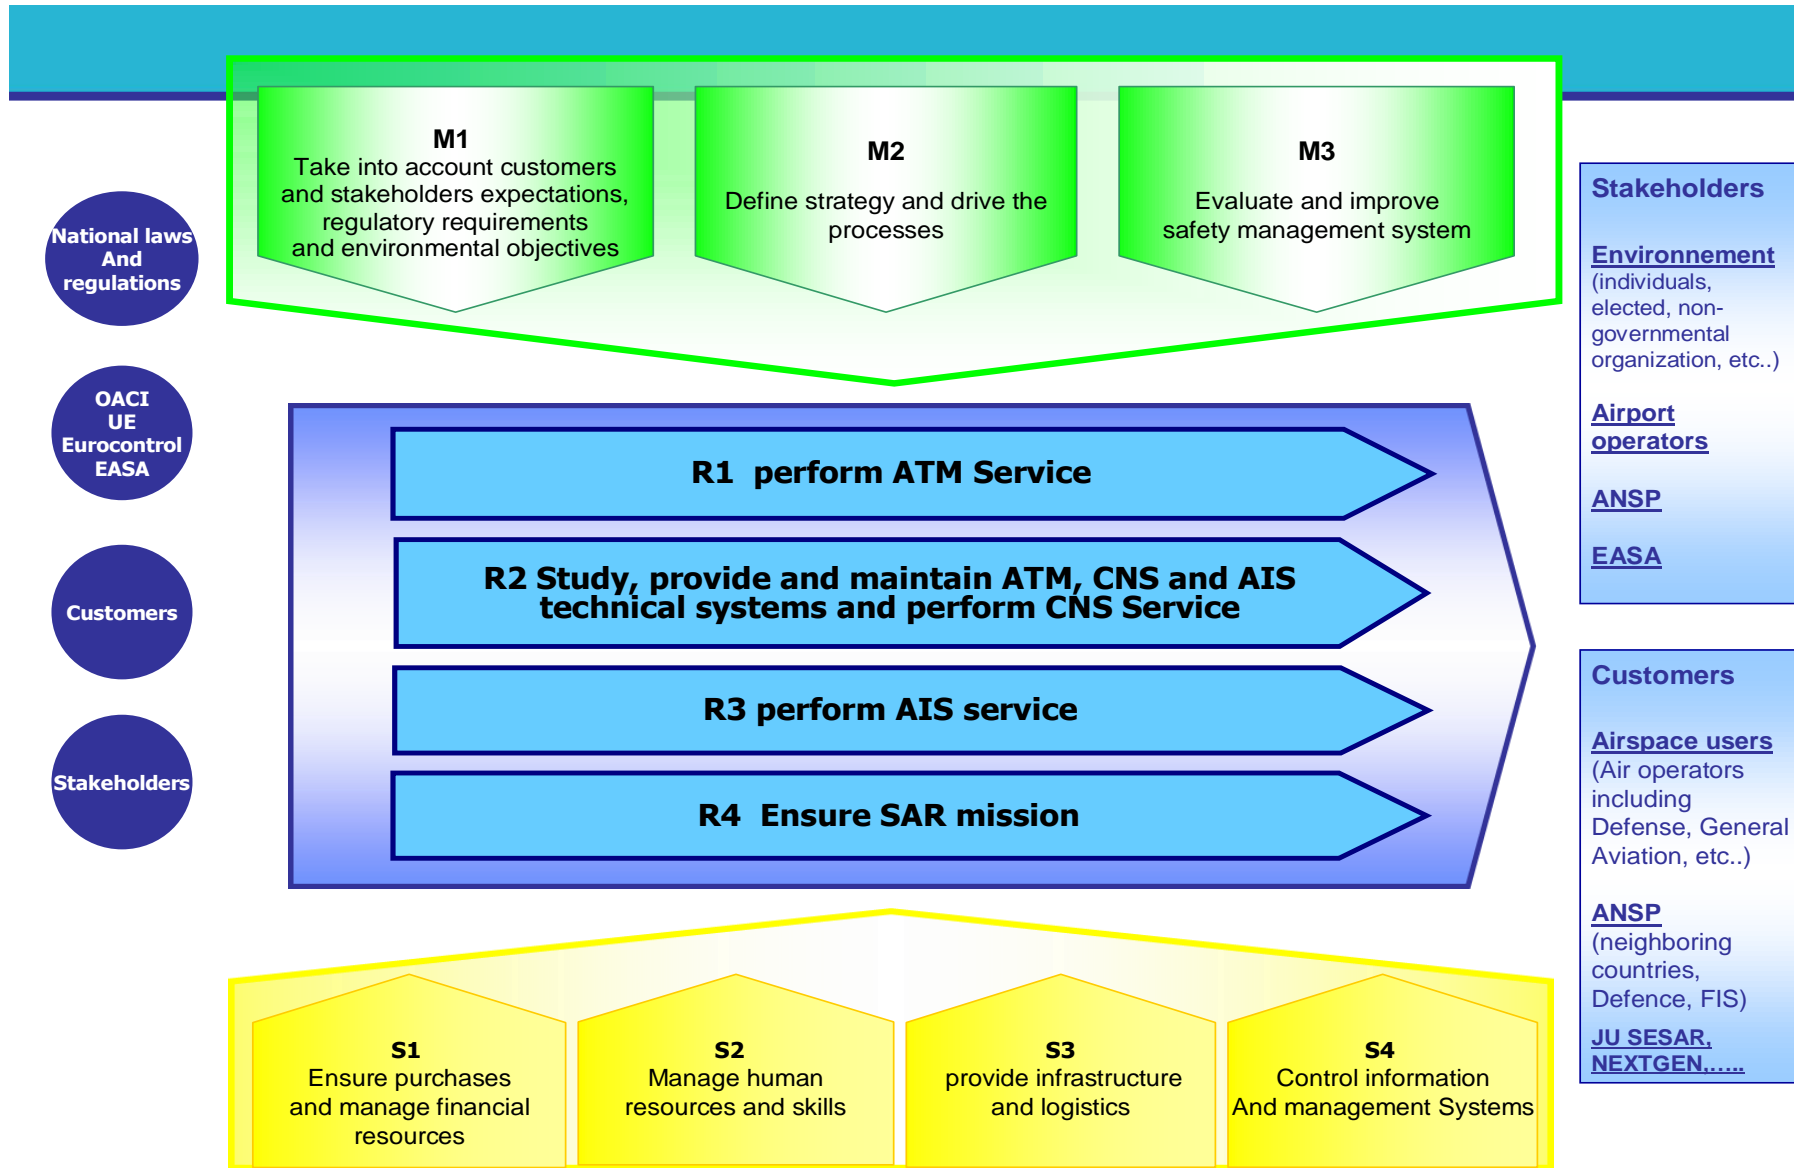 M1
Take into account customers
and stakeholders expectations,
regulatory requirements
and environmental objectives
M2
Define strategy and drive the
processes
M3
Evaluate and improve
safety management system
National laws
And
regulations
OACI
UE
Eurocontrol
EASA
Customers
Stakeholders
R1 perform ATM Service
R2 Study, provide and maintain ATM, CNS and AIS
technical systems and perform CNS Service
R3 perform AIS service
R4 Ensure SAR mission
S1
Ensure purchases
and manage financial
resources
S2
Manage human
resources and skills
S3
provide infrastructure
and logistics
S4
Control information
And management Systems
Stakeholders
Environnement
(individuals,
elected, non-
governmental
organization, etc..)
Airport
operators
ANSP
EASA
Customers
Airspace users
(Air operators
including
Defense, General
Aviation, etc..)
ANSP
(neighboring
countries,
Defence, FIS)
JU SESAR,
NEXTGEN,.....